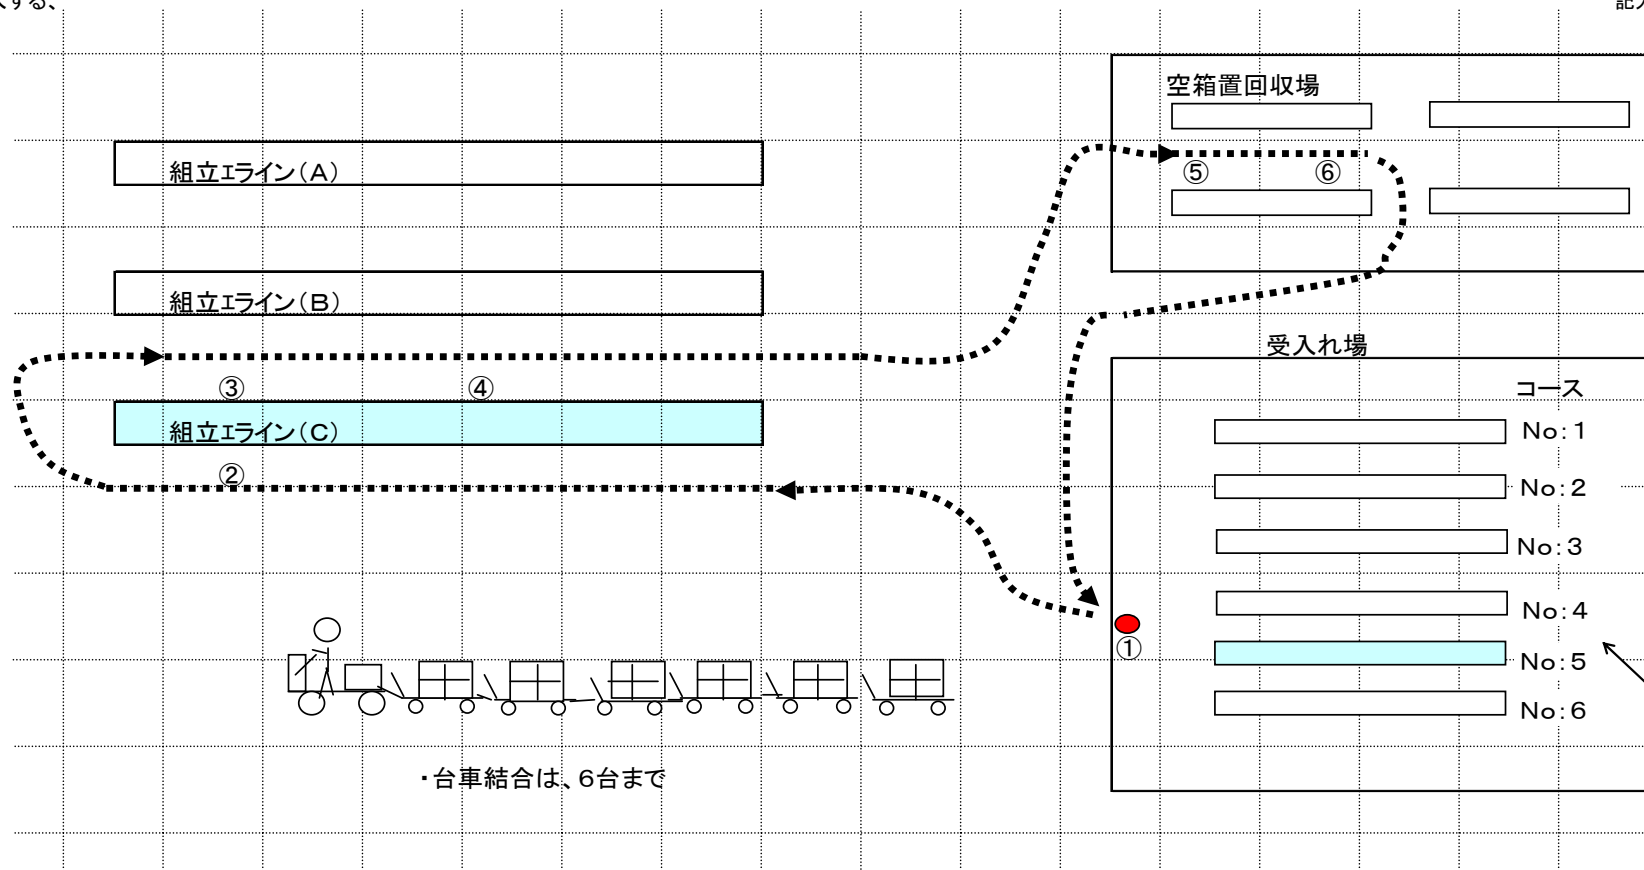 空箱置回収場
組立エライン(A)
⑤
⑥
組立エライン(B)
受入れ場
③
④
コース
組立エライン(C)
No:1
②
No:2
No:3
No:4
①
No:5
No:6
・台車結合は、6台まで